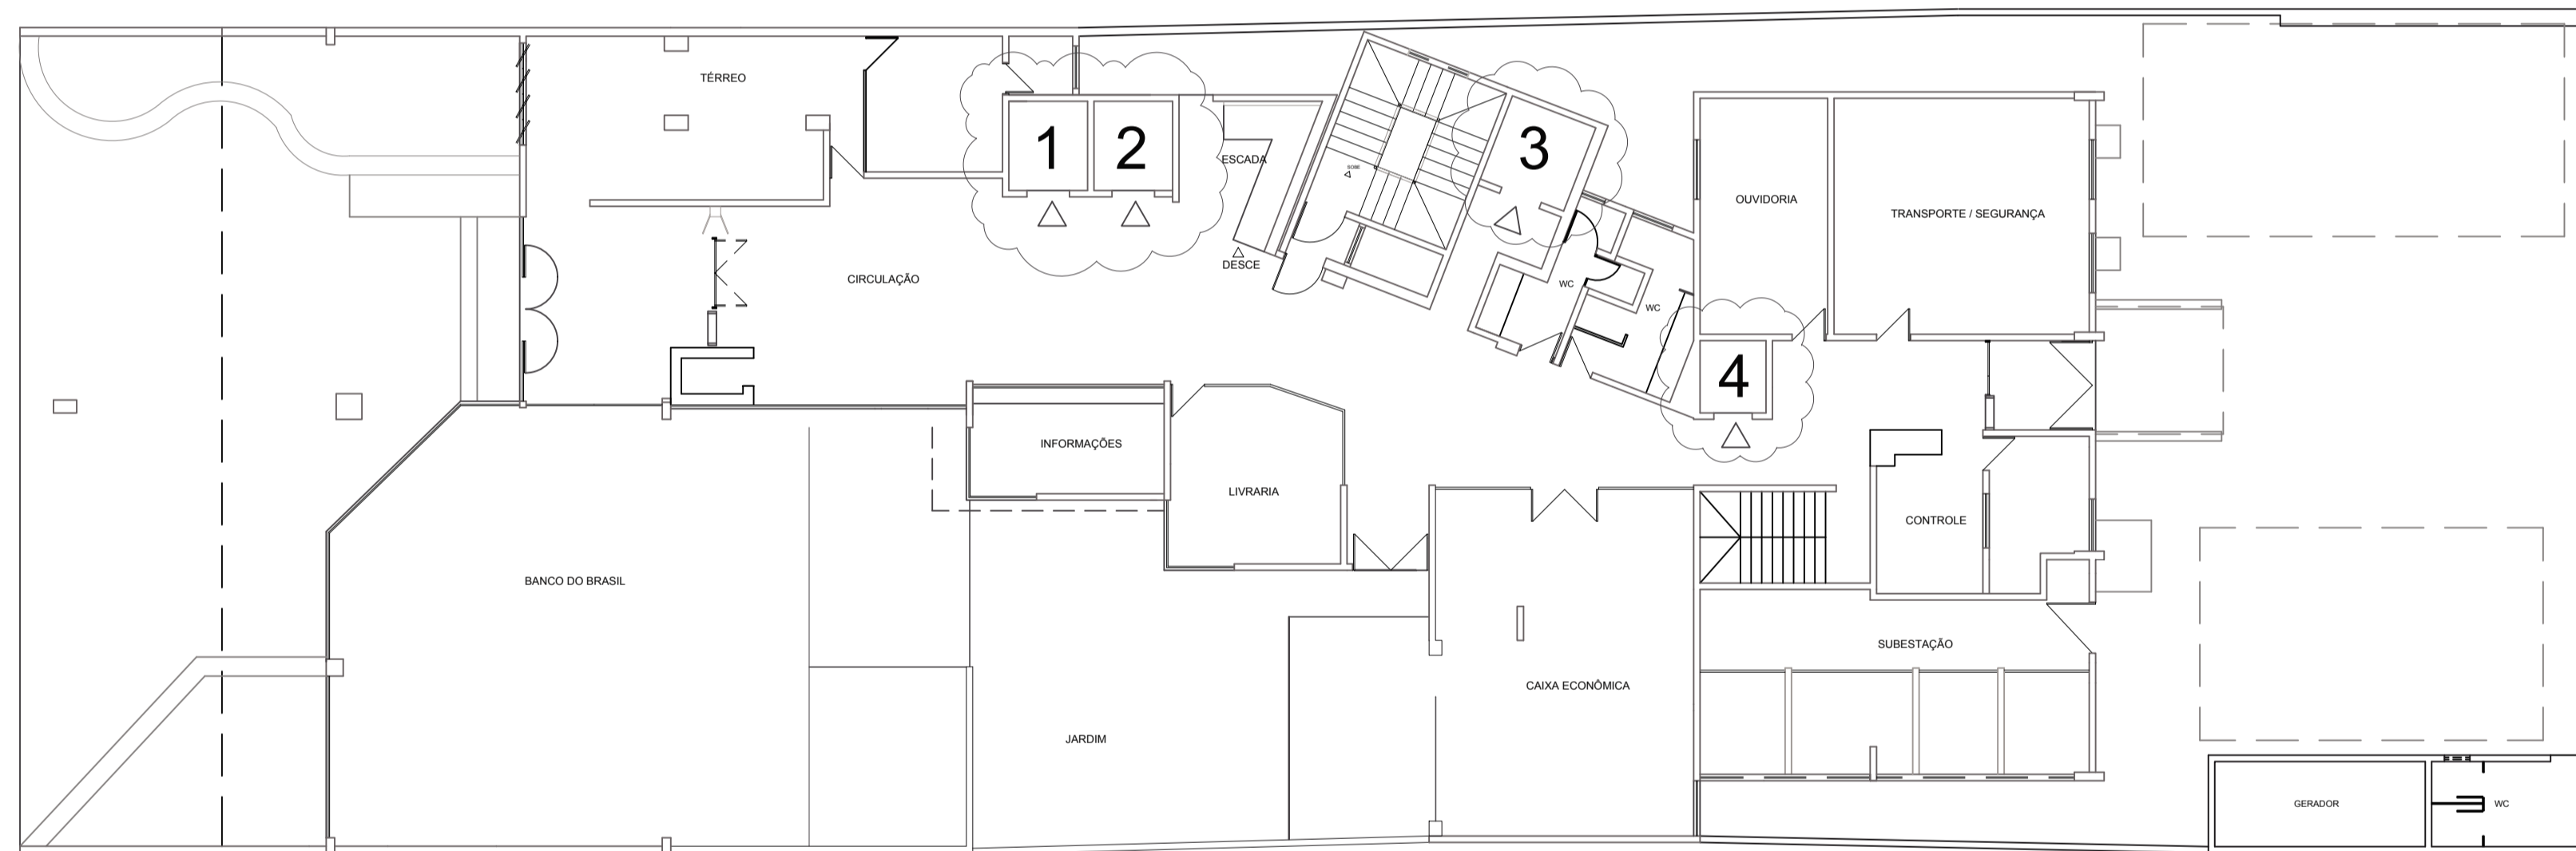 TÉRREO
1
2
3
ESCADA
SOBE
DESCE
OUVIDORIA
TRANSPORTE / SEGURANÇA
CIRCULAÇÃO
WC
WC
4
INFORMAÇÕES
LIVRARIA
CONTROLE
BANCO DO BRASIL
SUBESTAÇÃO
CAIXA ECONÔMICA
JARDIM
GERADOR
WC